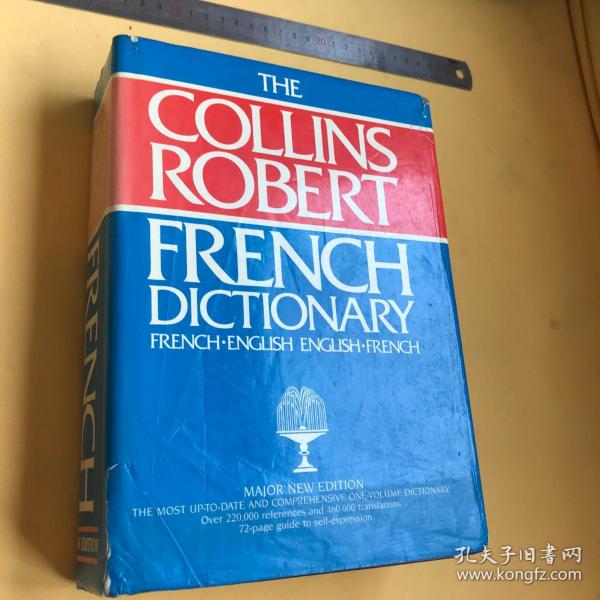 THE
COLLINS
ROBERT
FRENCH
DICTIONARY
FRENCH·ENGLISH ENGLISH·FRENCH
MAJOR NEW EDITION
THE MOST UP-TO-DATE AND COMPREHENSIVE ONE-VOLUME DICTIONARY
Over 220,000 references and 460 000 translations
72-page guide to self-expression
FRENCH
EDITION
孔夫子旧书网
www.kongfz.com